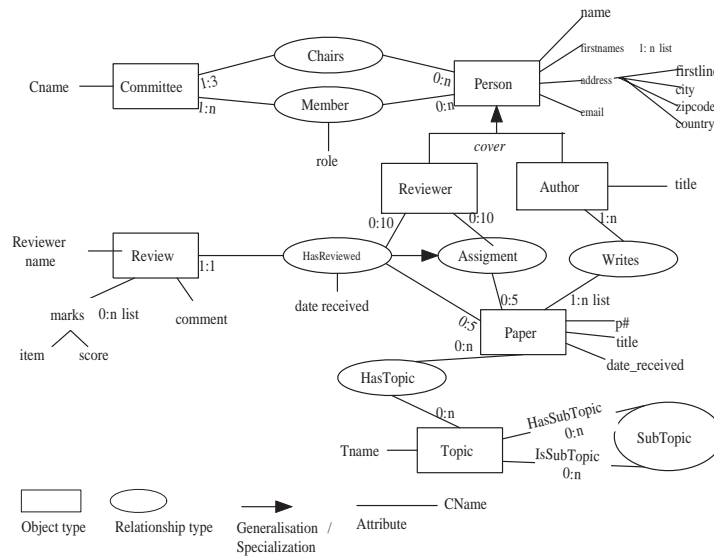 name
Chairs
firstnames 1: n list
Cname
Committee
1:3
0:n
Person
address
firstline
city
zipcode
country
Member
1:n
0:n
email
role
cover
Reviewer
Author
title
0:10
0:10
1:n
Reviewer
name
Review
1:1
HasReviewed
Assigment
Writes
date received
marks
0:n list
comment
item
score
0:5
0:5
1:n list
Paper
p#
title
date_received
0:n
HasTopic
0:n
Tname
Topic
HasSubTopic
0:n
IsSubTopic
0:n
SubTopic
CName
Object type
Relationship type
Generalisation /
Specialization
Attribute